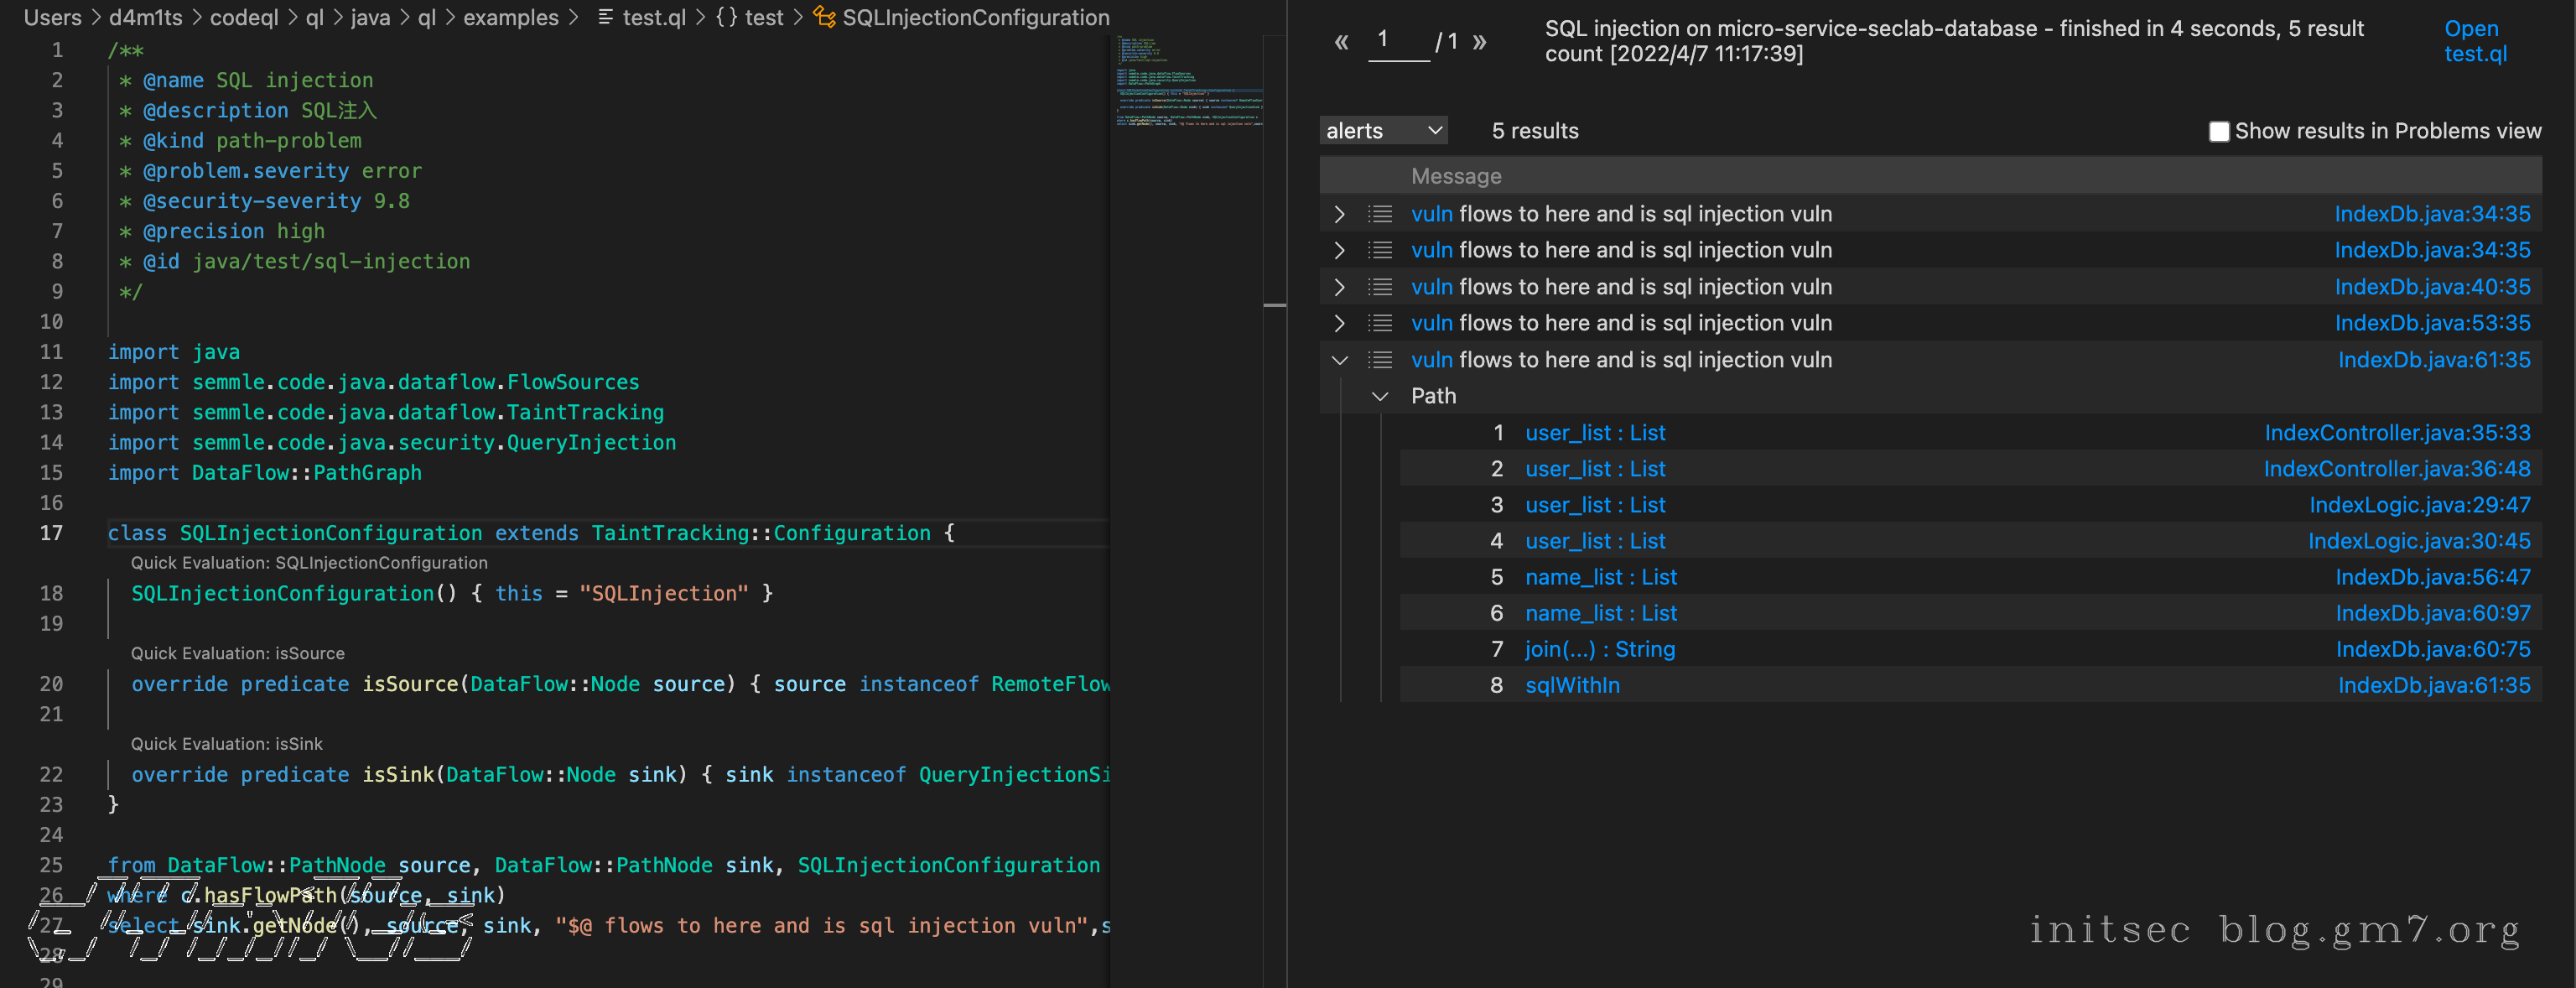 Users > d4m1ts > codeql > ql > java > ql > examples > test.ql > {} test > SQLInjectionConfiguration
1 /**
2 * @name SQL injection
3 * @description SQL注入
4 * @kind path-problem
5 * @problem.severity error
6 * @security-severity 9.8
7 * @precision high
8 * @id java/test/sql-injection
9 */
10
11 import java
12 import semmle.code.java.dataflow.FlowSources
13 import semmle.code.java.dataflow.TaintTracking
14 import semmle.code.java.security.QueryInjection
15 import DataFlow::PathGraph
16
17 class SQLInjectionConfiguration extends TaintTracking::Configuration {
Quick Evaluation: SQLInjectionConfiguration
18 SQLInjectionConfiguration() { this = "SQLInjection" }
19
Quick Evaluation: isSource
20 override predicate isSource(DataFlow::Node source) { source instanceof RemoteFlow
21
Quick Evaluation: isSink
22 override predicate isSink(DataFlow::Node sink) { sink instanceof QueryInjectionSi
23 }
24
25 from DataFlow::PathNode source, DataFlow::PathNode sink, SQLInjectionConfiguration
26 where c.hasFlowPath(source, sink)
27 select sink.getNode(), source, sink, "$@ flows to here and is sql injection vuln",s
28
29
« 1 / 1 »
SQL injection on micro-service-seclab-database - finished in 4 seconds, 5 result
count [2022/4/7 11:17:39]
Open
test.ql
alerts 5 results Show results in Problems view
Message
vuln flows to here and is sql injection vuln IndexDb.java:34:35
vuln flows to here and is sql injection vuln IndexDb.java:34:35
vuln flows to here and is sql injection vuln IndexDb.java:40:35
vuln flows to here and is sql injection vuln IndexDb.java:53:35
vuln flows to here and is sql injection vuln IndexDb.java:61:35
Path
1 user_list : List IndexController.java:35:33
2 user_list : List IndexController.java:36:48
3 user_list : List IndexLogic.java:29:47
4 user_list : List IndexLogic.java:30:45
5 name_list : List IndexDb.java:56:47
6 name_list : List IndexDb.java:60:97
7 join(...) : String IndexDb.java:60:75
8 sqlWithIn IndexDb.java:61:35
initsec blog.gm7.org